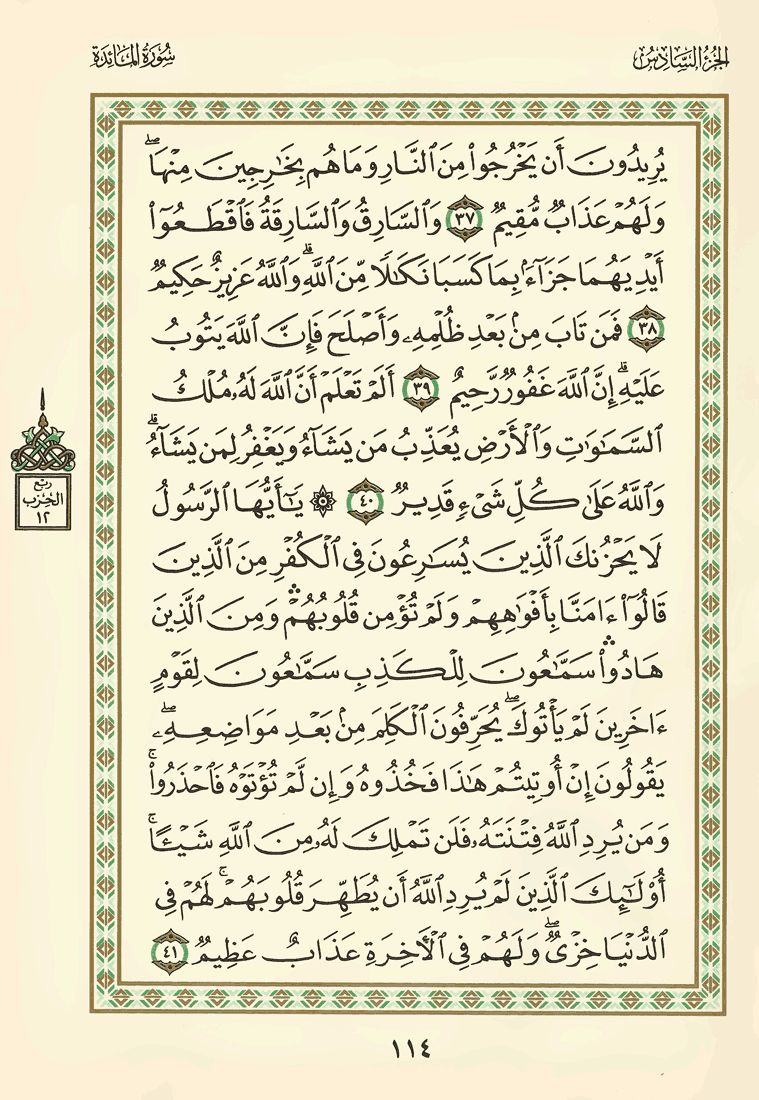 الجزء السادس
سورة المائدة
يُرِيدُونَ أَن يَخْرُجُوا۟ مِنَ ٱلنَّارِ وَمَا هُم بِخَٰرِجِينَ مِنْهَا ۖ
وَلَهُمْ عَذَابٌ مُّقِيمٌ ٣٧ وَٱلسَّارِقُ وَٱلسَّارِقَةُ فَٱقْطَعُوٓا۟
أَيْدِيَهُمَا جَزَآءًۢ بِمَا كَسَبَا نَكَٰلًا مِّنَ ٱللَّهِ ۗ وَٱللَّهُ عَزِيزٌ حَكِيمٌ
٣٨ فَمَن تَابَ مِنۢ بَعْدِ ظُلْمِهِۦ وَأَصْلَحَ فَإِنَّ ٱللَّهَ يَتُوبُ
عَلَيْهِ ۗ إِنَّ ٱللَّهَ غَفُورٌ رَّحِيمٌ ٣٩ أَلَمْ تَعْلَمْ أَنَّ ٱللَّهَ لَهُۥ مُلْكُ
ٱلسَّمَٰوَٰتِ وَٱلْأَرْضِ يُعَذِّبُ مَن يَشَآءُ وَيَغْفِرُ لِمَن يَشَآءُ ۗ
وَٱللَّهُ عَلَىٰ كُلِّ شَىْءٍ قَدِيرٌ ٤٠ ۞ يَٰٓأَيُّهَا ٱلرَّسُولُ
لَا يَحْزُنكَ ٱلَّذِينَ يُسَٰرِعُونَ فِى ٱلْكُفْرِ مِنَ ٱلَّذِينَ
قَالُوٓا۟ ءَامَنَّا بِأَفْوَٰهِهِمْ وَلَمْ تُؤْمِن قُلُوبُهُمْ ۛ وَمِنَ ٱلَّذِينَ
هَادُوا۟ ۛ سَمَّٰعُونَ لِلْكَذِبِ سَمَّٰعُونَ لِقَوْمٍ
ءَاخَرِينَ لَمْ يَأْتُوكَ ۖ يُحَرِّفُونَ ٱلْكَلِمَ مِنۢ بَعْدِ مَوَاضِعِهِۦ ۖ
يَقُولُونَ إِنْ أُوتِيتُمْ هَٰذَا فَخُذُوهُ وَإِن لَّمْ تُؤْتَوْهُ فَٱحْذَرُوا۟ ۚ
وَمَن يُرِدِ ٱللَّهُ فِتْنَتَهُۥ فَلَن تَمْلِكَ لَهُۥ مِنَ ٱللَّهِ شَيْـًٔا ۚ
أُو۟لَٰٓئِكَ ٱلَّذِينَ لَمْ يُرِدِ ٱللَّهُ أَن يُطَهِّرَ قُلُوبَهُمْ ۚ لَهُمْ فِى
ٱلدُّنْيَا خِزْىٌ ۖ وَلَهُمْ فِى ٱلْءَاخِرَةِ عَذَابٌ عَظِيمٌ ٤١
ربع
الحزب
١٢
١١٤